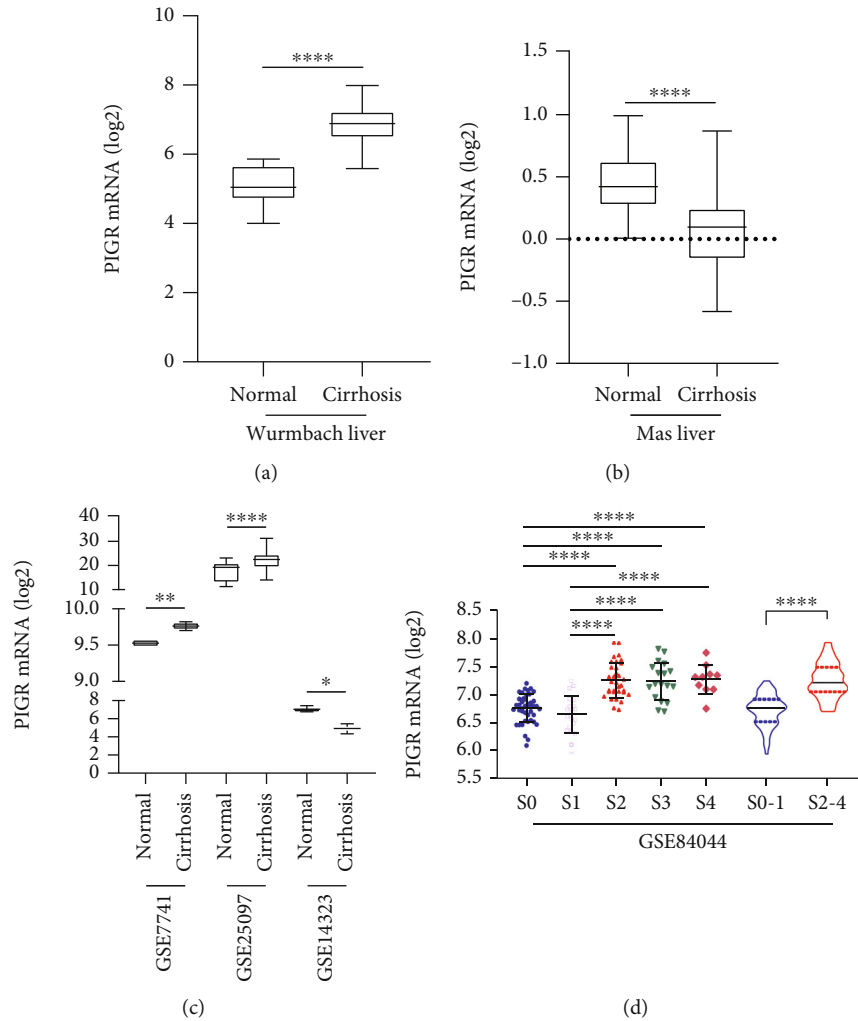 PIGR mRNA (log2)
10
8
6
4
2
0
****
Normal
Cirrhosis
Wurmbach liver
(a)
PIGR mRNA (log2)
1.5
1.0
0.5
0.0
−0.5
−1.0
****
Normal
Cirrhosis
Mas liver
(b)
PIGR mRNA (log2)
40
30
20
10
10.0
9.5
9.0
8
6
4
2
0
**
****
*
Normal
Cirrhosis
Normal
Cirrhosis
Normal
Cirrhosis
GSE7741
GSE25097
GSE14323
(c)
PIGR mRNA (log2)
8.5
8.0
7.5
7.0
6.5
6.0
5.5
****
****
****
****
****
****
****
S0
S1
S2
S3
S4
S0-1
S2-4
GSE84044
(d)